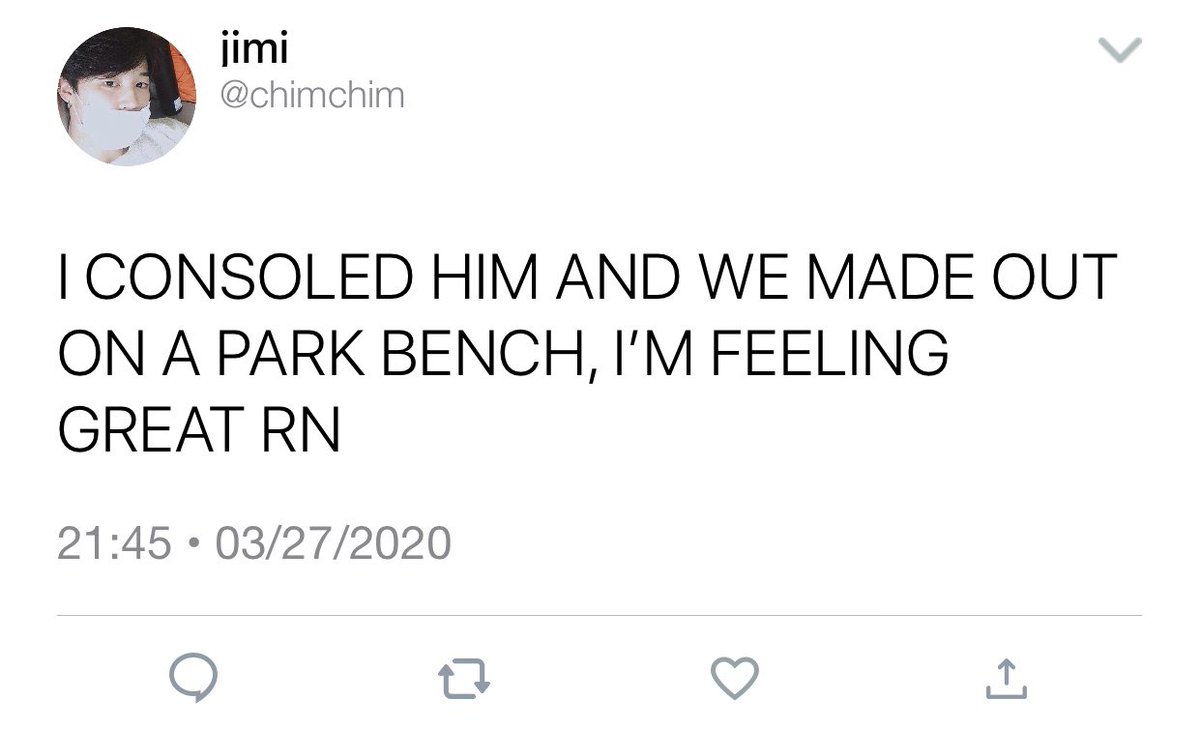 jimi
@chimchim
I CONSOLED HIM AND WE MADE OUT
ON A PARK BENCH, I’M FEELING
GREAT RN
21:45 • 03/27/2020